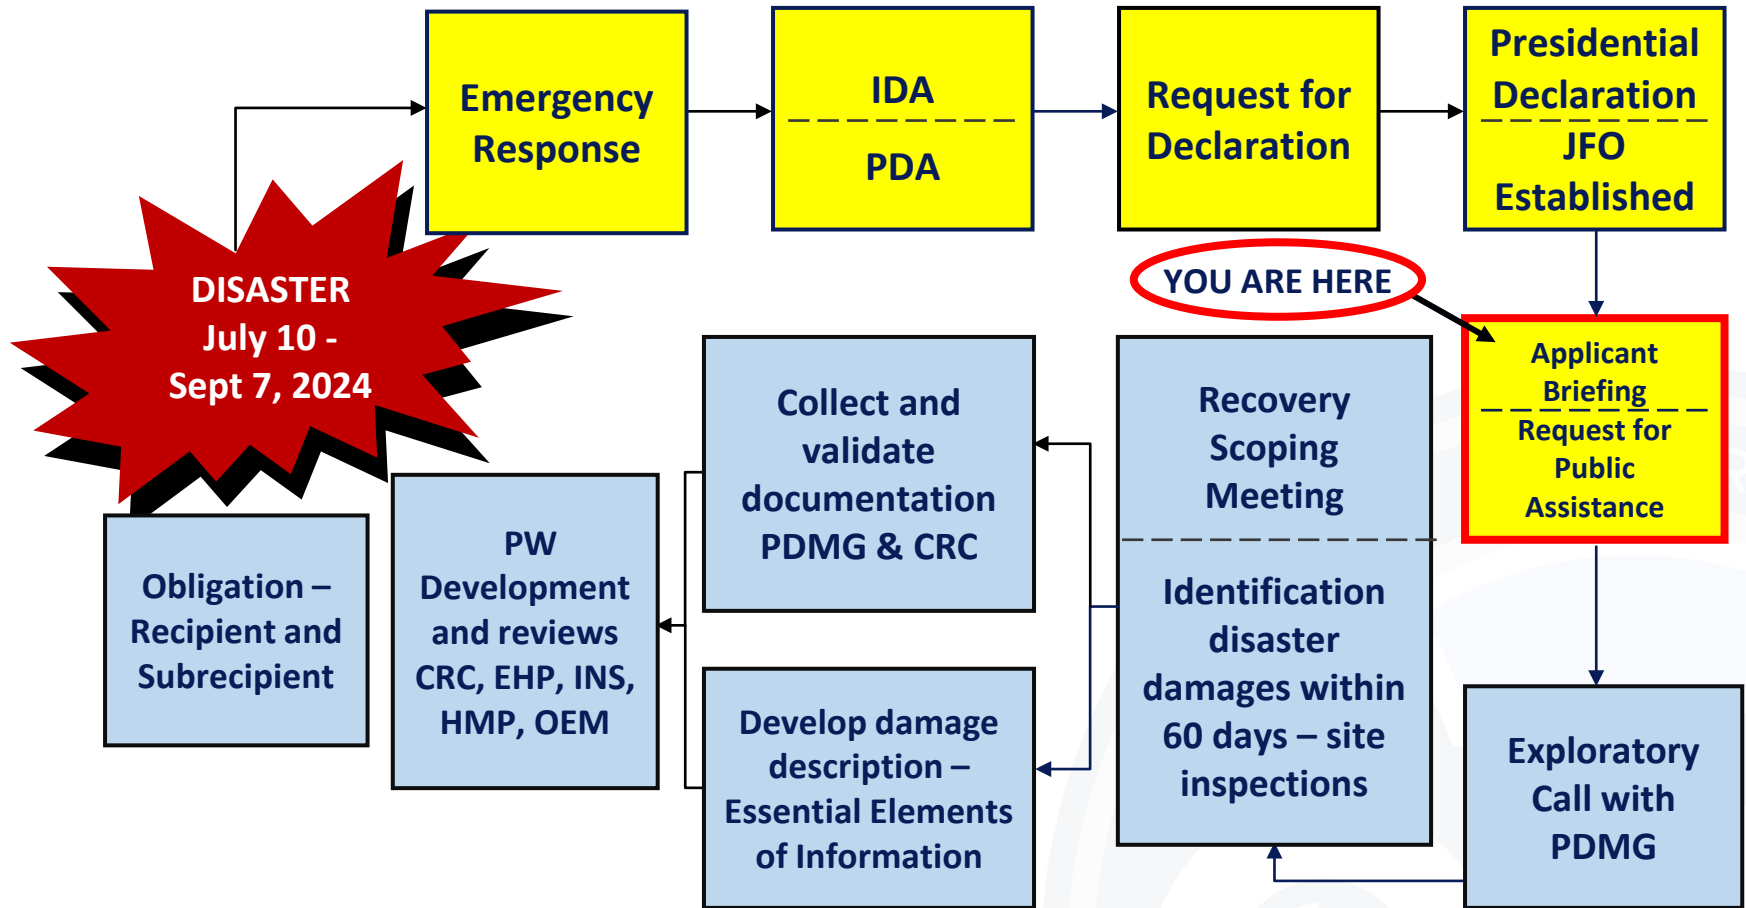 Emergency
Response
IDA
PDA
Request for
Declaration
Presidential
Declaration
JFO
Established
DISASTER
July 10 -
Sept 7, 2024
YOU ARE HERE
Applicant
Briefing
Request for
Public
Assistance
Exploratory
Call with
PDMG
Recovery
Scoping
Meeting
Identification
disaster
damages within
60 days – site
inspections
Collect and
validate
documentation
PDMG & CRC
Develop damage
description –
Essential Elements
of Information
PW
Development
and reviews
CRC, EHP, INS,
HMP, OEM
Obligation –
Recipient and
Subrecipient